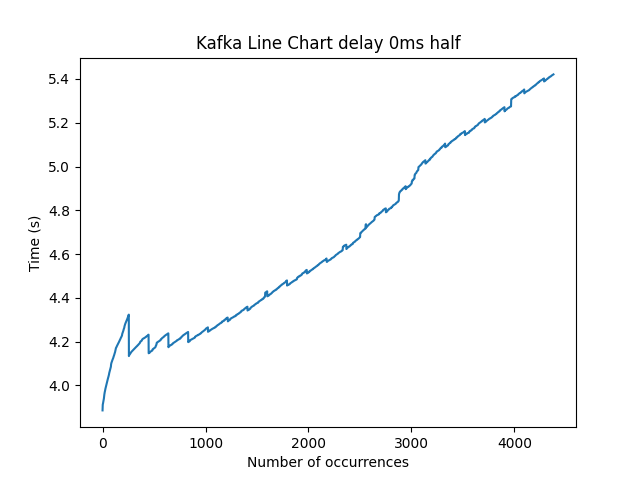 Kafka Line Chart delay 0ms half
5.4
5.2
5.0
4.8
4.6
4.4
4.2
4.0
Time (s)
0 1000 2000 3000 4000
Number of occurrences